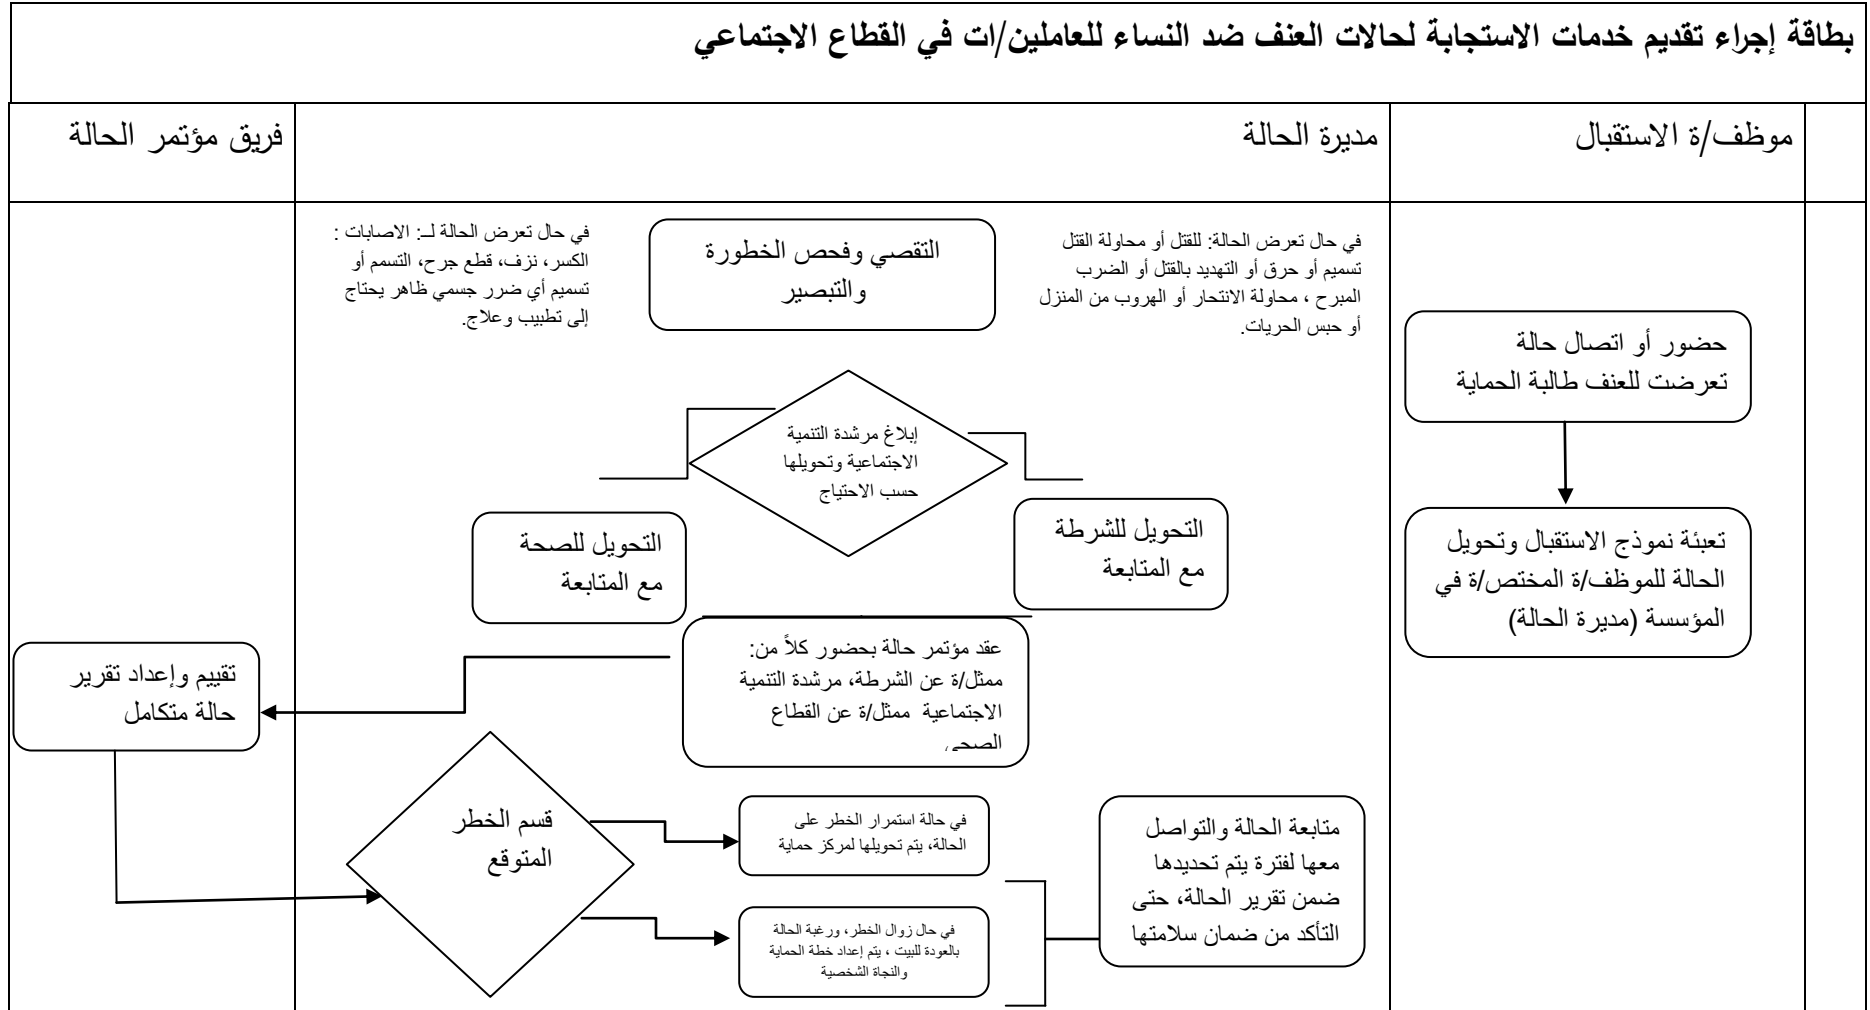 بطاقة إجراء تقديم خدمات الاستجابة لحالات العنف ضد النساء للعاملين/ات في القطاع الاجتماعي
موظف/ة الاستقبال
مديرة الحالة
فريق مؤتمر الحالة
حضور أو اتصال حالة
تعرضت للعنف طالبة الحماية
تعبئة نموذج الاستقبال وتحويل
الحالة للموظف/ة المختص/ة في
المؤسسة (مديرة الحالة)
في حال تعرض الحالة: للقتل أو محاولة القتل
تسميم أو حرق أو التهديد بالقتل أو الضرب
المبرح ، محاولة الانتحار أو الهروب من المنزل
أو حبس الحريات.
التقصي وفحص الخطورة
والتبصير
في حال تعرض الحالة لــ: الاصابات :
الكسر، نزف، قطع جرح، التسمم أو
تسميم أي ضرر جسمي ظاهر يحتاج
إلى تطبيب وعلاج.
إبلاغ مرشدة التنمية
الاجتماعية وتحويلها
حسب الاحتياج
التحويل للشرطة
مع المتابعة
التحويل للصحة
مع المتابعة
عقد مؤتمر حالة بحضور كلاً من:
ممثل/ة عن الشرطة، مرشدة التنمية
الاجتماعية ممثل/ة عن القطاع
الصحي
تقييم وإعداد تقرير
حالة متكامل
قسم الخطر
المتوقع
في حالة استمرار الخطر على
الحالة، يتم تحويلها لمركز حماية
في حال زوال الخطر، ورغبة الحالة
بالعودة للبيت ، يتم إعداد خطة الحماية
والنجاة الشخصية
متابعة الحالة والتواصل
معها لفترة يتم تحديدها
ضمن تقرير الحالة، حتى
التأكد من ضمان سلامتها